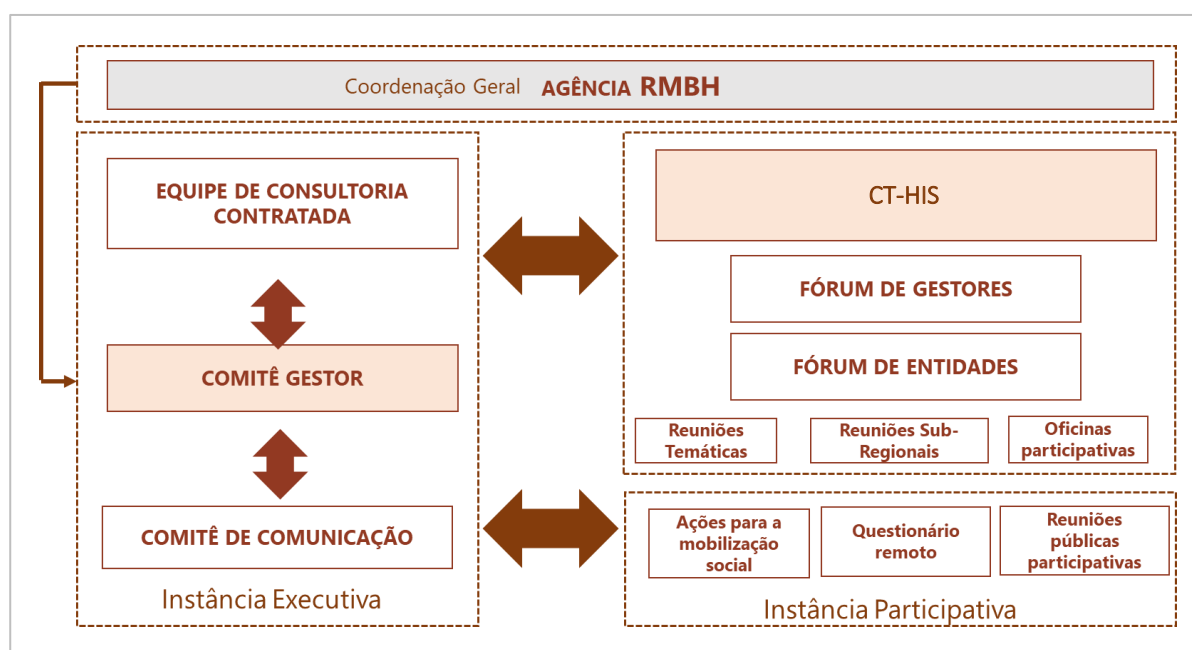 Coordenação Geral AGÊNCIA RMBH
EQUIPE DE CONSULTORIA
CONTRATADA
COMITÊ GESTOR
COMITÊ DE COMUNICAÇÃO
Instância Executiva
CT-HIS
FÓRUM DE GESTORES
FÓRUM DE ENTIDADES
Reuniões
Temáticas
Reuniões Sub-
Regionais
Oficinas
participativas
Ações para a
mobilização
social
Questionário
remoto
Reuniões
públicas
participativas
Instância Participativa